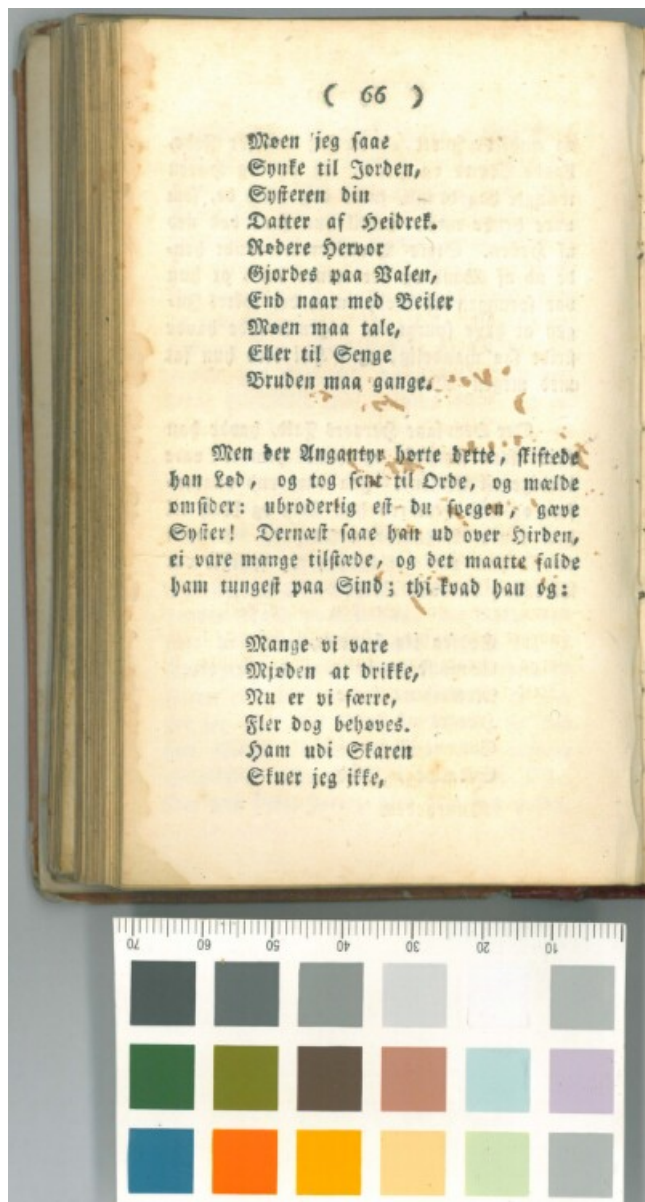 ( 66 )
Møen jeg saae
Synke til Jorden,
Systeren din
Datter af Heidrek.
Rødere Hervor
Gjordes paa Valen,
End naar med Beiler
Møen maa tale,
Eller til Senge
Bruden maa gange.
Men der Angantyr hørte dette, skiftede
han Lød, og tog sent til Orde, og mælde
omsider: ubroderlig est du svegen, gæve
Syster! Dernæst saae han ud over Hirden,
ei vare mange tilstæde, og det maatte falde
ham tungest paa Sind; thi kvad han og:
Mange vi vare
Mjøden at drikke,
Nu er vi færre,
Fler dog behøves.
Ham udi Skaren
Skuer jeg ikke,
70 60 50 40 30 20 10